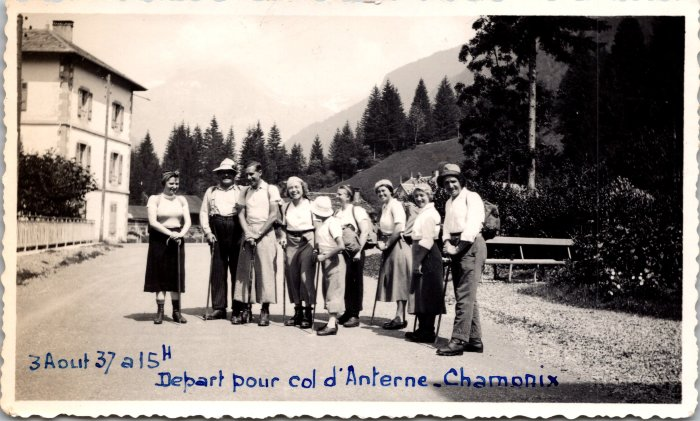 3 Aout 37 a 15H
Depart pour col d'Anterne - Chamonix